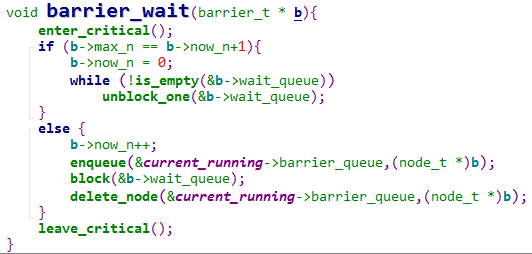 void barrier_wait(barrier_t * b){
    enter_critical();
    if (b->max_n == b->now_n+1){
        b->now_n = 0;
        while (!is_empty(&b->wait_queue))
            unblock_one(&b->wait_queue);
    }
    else {
        b->now_n++;
        enqueue(&current_running->barrier_queue,(node_t *)b);
        block(&b->wait_queue);
        delete_node(&current_running->barrier_queue,(node_t *)b);
    }
    leave_critical();
}